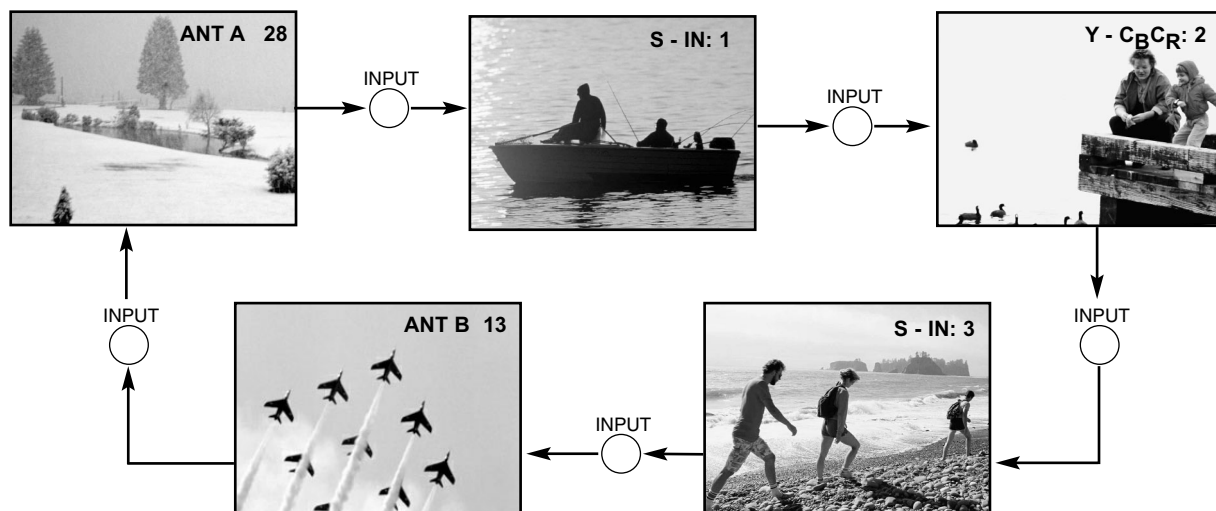 ANT A 28
INPUT
S - IN: 1
INPUT
Y - CBCR: 2
INPUT
S - IN: 3
INPUT
ANT B 13
INPUT